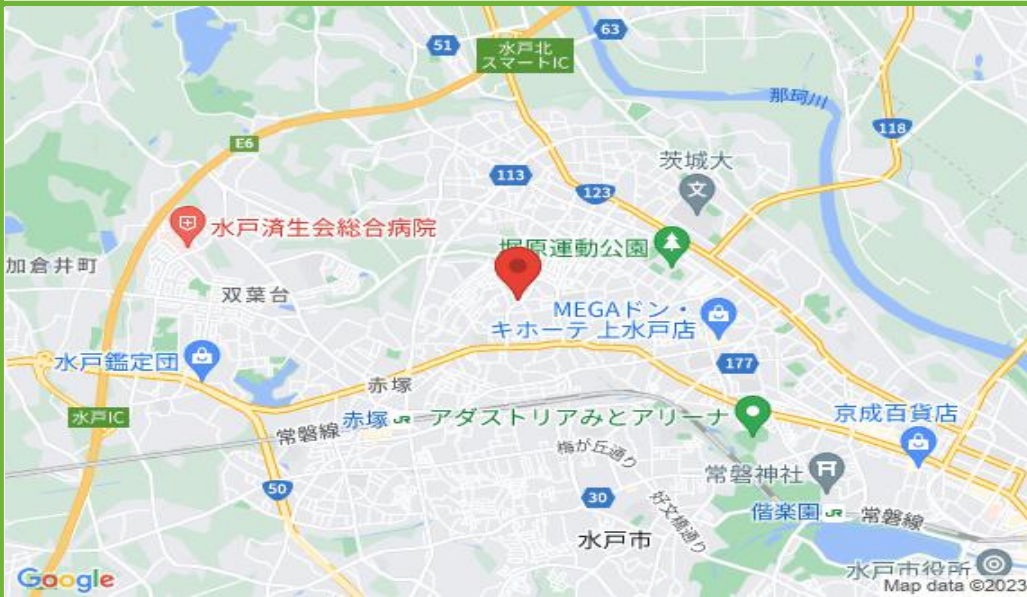 63
51
水戸北
スマートIC
那珂川
118
E6
茨城大
文
113
123
水戸済生会総合病院
堀原運動公園
加倉井町
双葉台
MEGAドン・
キホーテ 上水戸店
水戸鑑定団
177
赤塚
水戸IC
赤塚 JR
アダストリアみとアリーナ
京成百貨店
常磐線
梅が丘通り
常磐神社
50
30
好文橋通り
偕楽園 JR
常磐線
水戸市
水戸市役所
Google
Map data ©2023